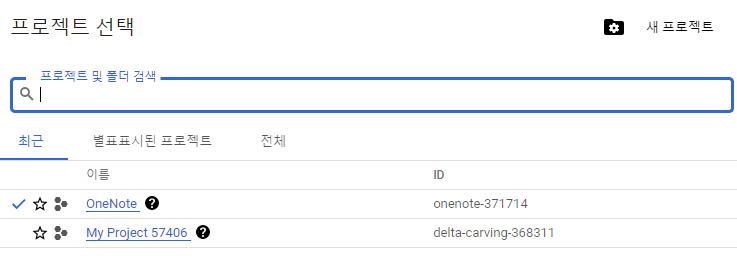 프로젝트 선택
새 프로젝트
프로젝트 및 폴더 검색
최근 별표표시된 프로젝트 전체
이름 ID
OneNote onenote-371714
My Project 57406 delta-carving-368311